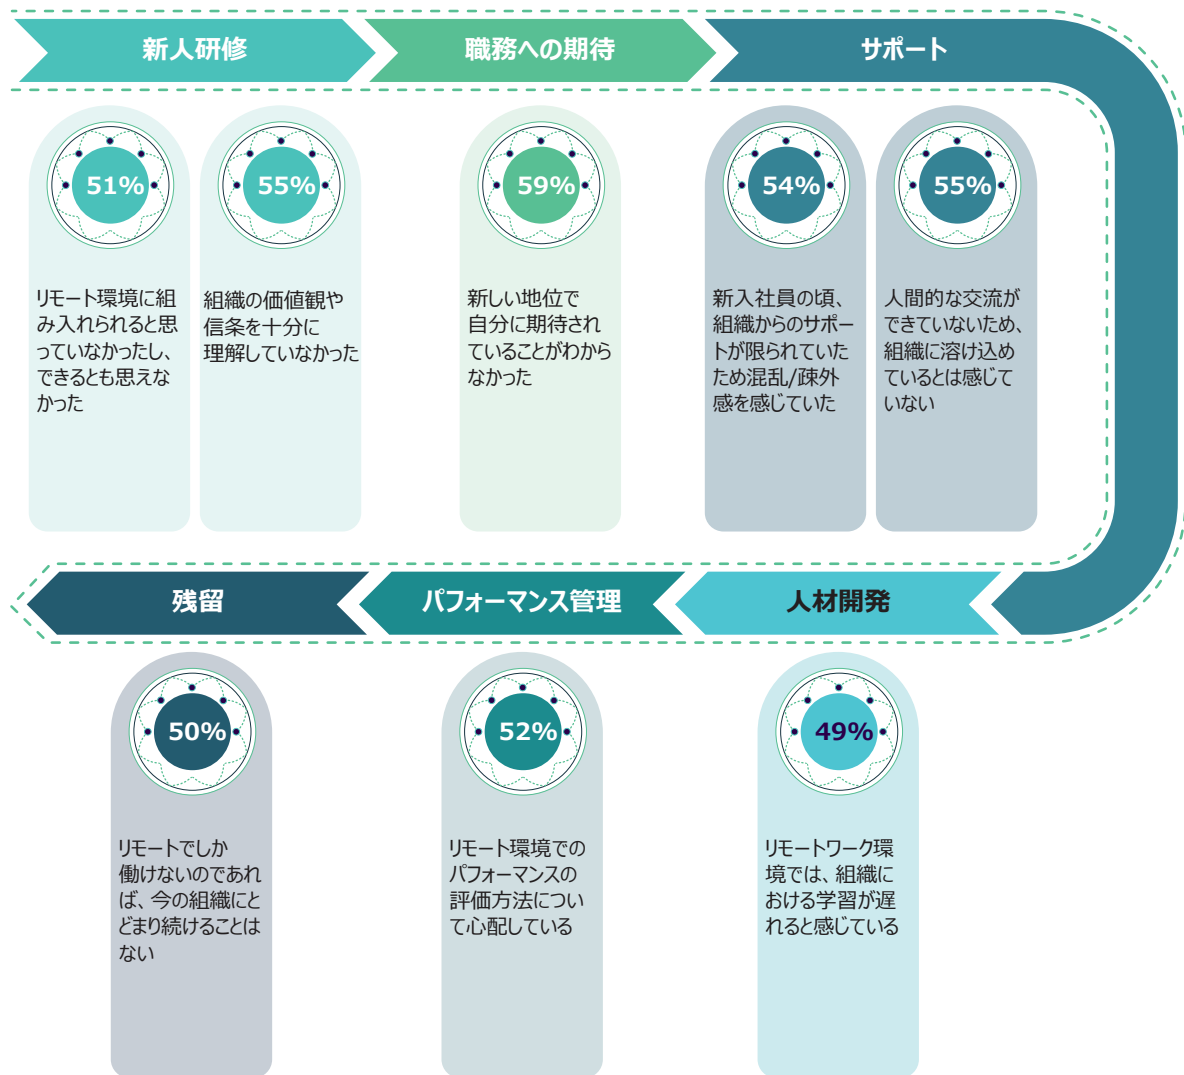 新人研修
職務への期待
サポート
51%
55%
59%
54%
55%
リモート環境に組
み入れられると思
っていなかったし、
できるとも思えな
かった
組織の価値観や
信条を十分に
理解していなかった
新しい地位で
自分に期待され
ていることがわから
なかった
新入社員の頃、
組織からのサポー
トが限られていた
ため混乱/疎外
感を感じていた
人間的な交流が
できていないため、
組織に溶け込め
ているとは感じて
いない
残留
パフォーマンス管理
人材開発
50%
52%
49%
リモートでしか
働けないのであれ
ば、今の組織にと
どまり続けることは
ない
リモート環境での
パフォーマンスの
評価方法につい
て心配している
リモートワーク環
境では、組織に
おける学習が遅
れると感じている